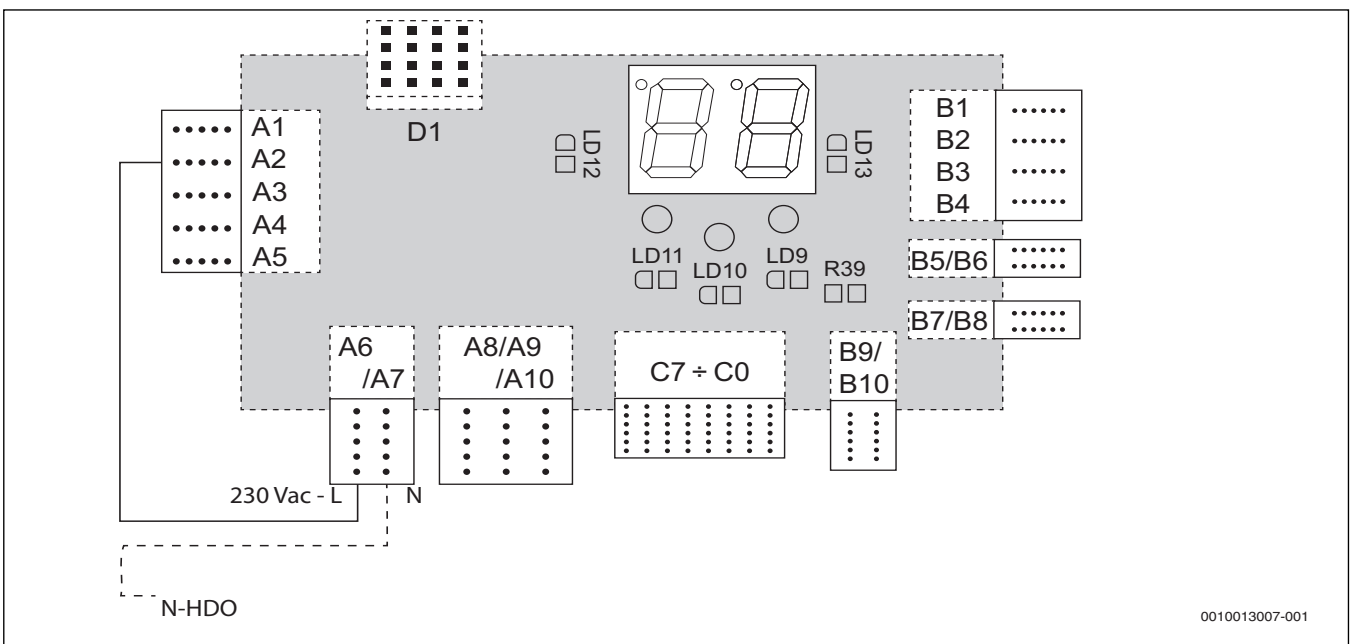 D1
A1
A2
A3
A4
A5
LD12
LD13
B1
B2
B3
B4
LD11
LD10
LD9
R39
B5/B6
B7/B8
A6
/A7
A8/A9
/A10
C7 ÷ C0
B9/
B10
230 Vac - L
N
N-HDO
0010013007-001